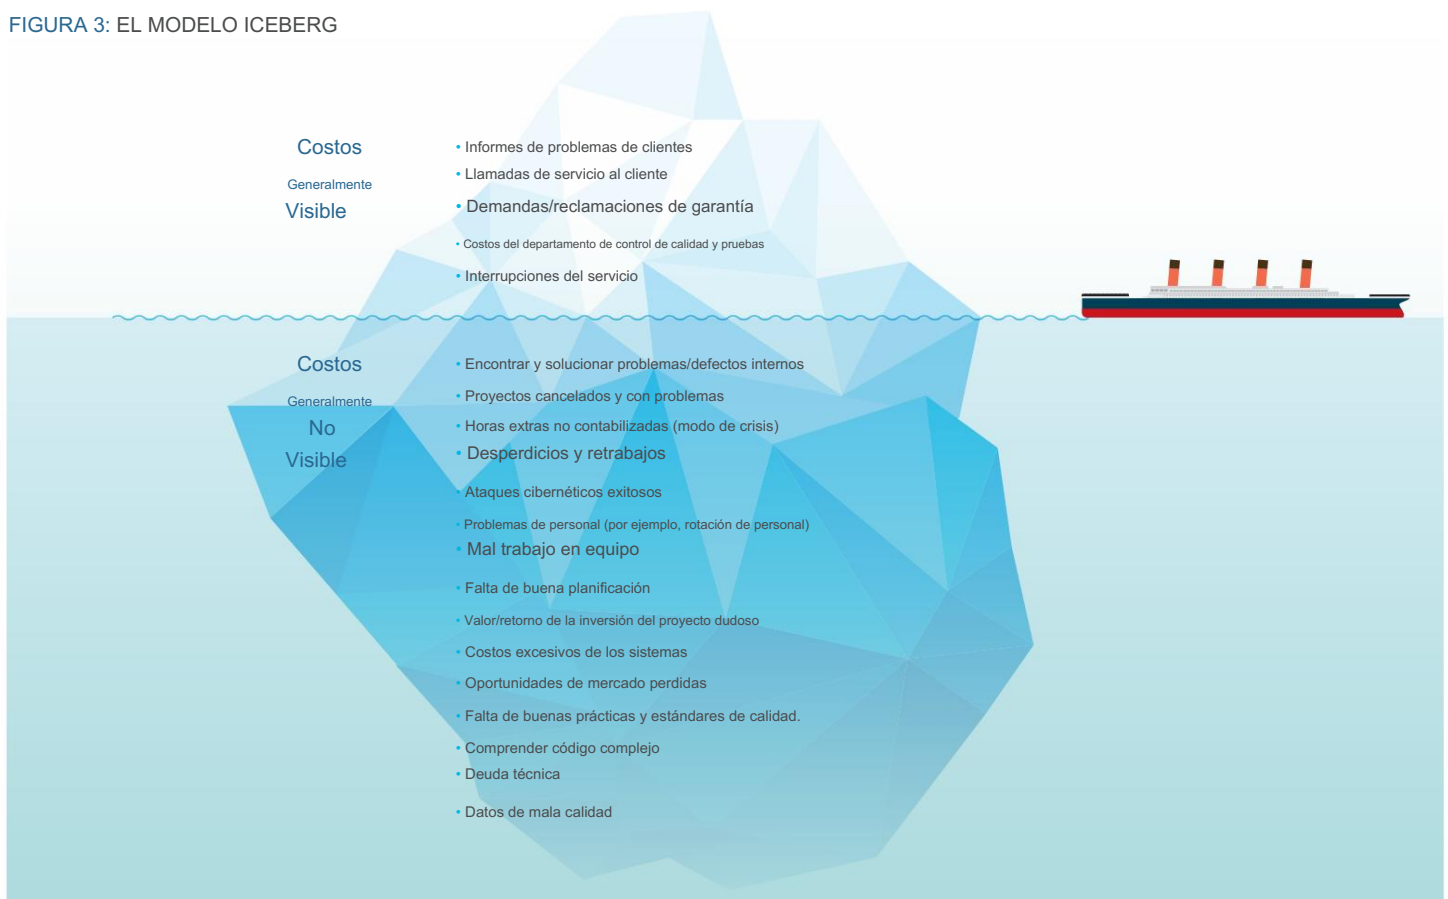 FIGURA 3: EL MODELO ICEBERG
Costos
Generalmente
Visible
• Informes de problemas de clientes
• Llamadas de servicio al cliente
• Demandas/reclamaciones de garantía
• Costos del departamento de control de calidad y pruebas
• Interrupciones del servicio
Costos
Generalmente
No
Visible
• Encontrar y solucionar problemas/defectos internos
• Proyectos cancelados y con problemas
• Horas extras no contabilizadas (modo de crisis)
• Desperdicios y retrabajos
• Ataques cibernéticos exitosos
• Problemas de personal (por ejemplo, rotación de personal)
• Mal trabajo en equipo
• Falta de buena planificación
• Valor/retorno de la inversión del proyecto dudoso
• Costos excesivos de los sistemas
• Oportunidades de mercado perdidas
• Falta de buenas prácticas y estándares de calidad.
• Comprender código complejo
• Deuda técnica
• Datos de mala calidad